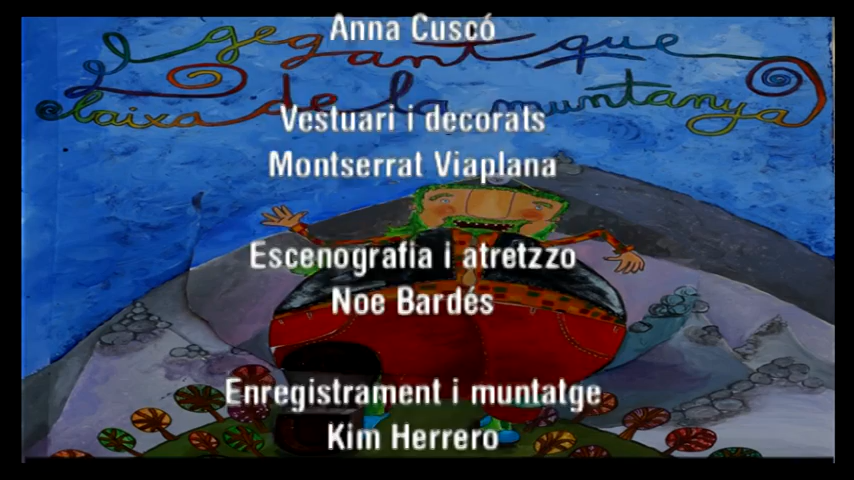 Anna Cuscó
el gegant que
baixa de la muntanya
Vestuari i decorats
Montserrat Viaplana
Escenografia i atretzzo
Noe Bardés
Enregistrament i muntatge
Kim Herrero